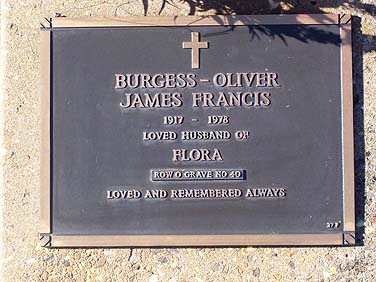 BURGESS - OLIVER
JAMES FRANCIS
1917 - 1978
LOVED HUSBAND OF
FLORA
ROW O GRAVE NO 40
LOVED AND REMEMBERED ALWAYS